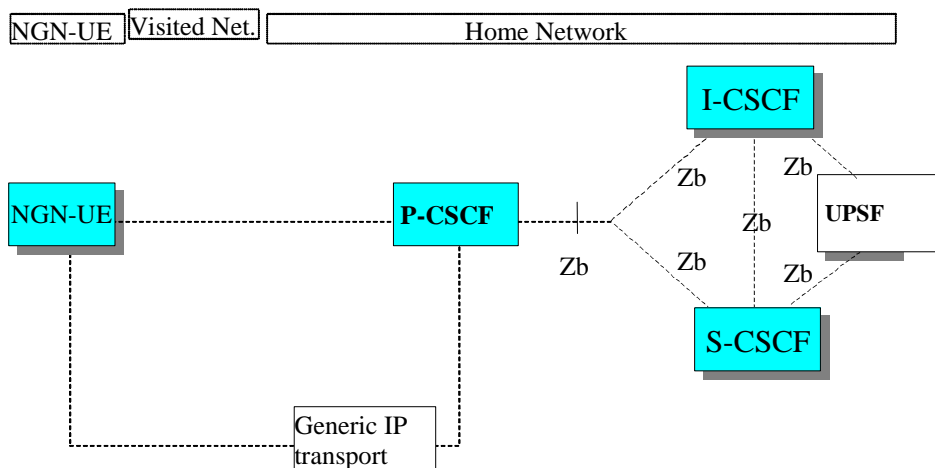 NGN-UE
Visited Net.
Home Network
I-CSCF
Zb
Zb
NGN-UE
P-CSCF
Zb
UPSF
Zb
Zb
Zb
S-CSCF
Generic IP
transport